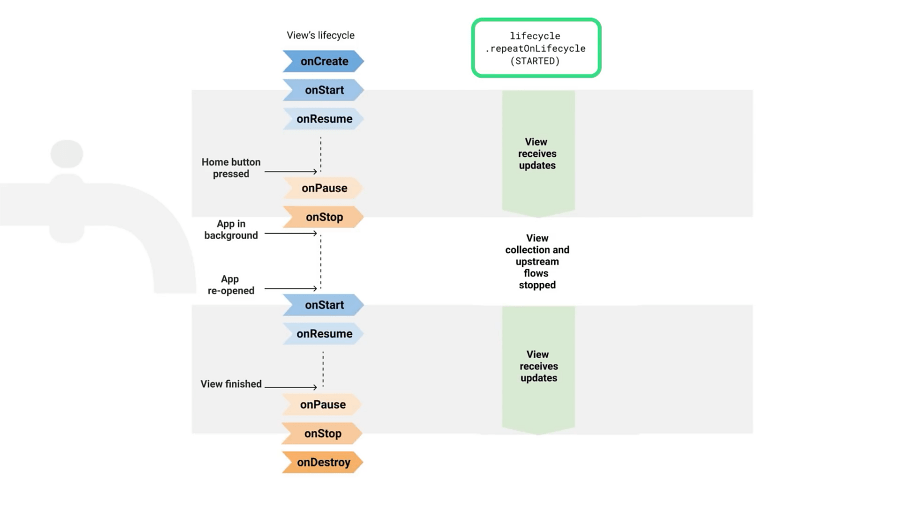 View's lifecycle
lifecycle
.repeatOnLifecycle
(STARTED)
onCreate
onStart
onResume
View
receives
updates
Home button
pressed
onPause
onStop
App in
background
View
collection and
upstream
flows
stopped
App
re-opened
onStart
onResume
View
receives
updates
View finished
onPause
onStop
onDestroy